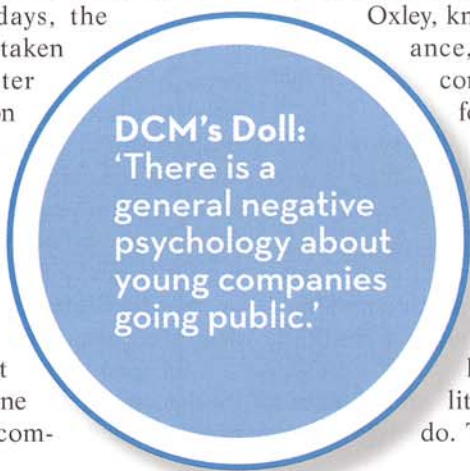 days, the
taken
ter
on
ne
com-
DCM’s Doll:
‘There is a
general negative
psychology about
young companies
going public.’
Oxley, kn
ance,
con
fo
lit
do. T